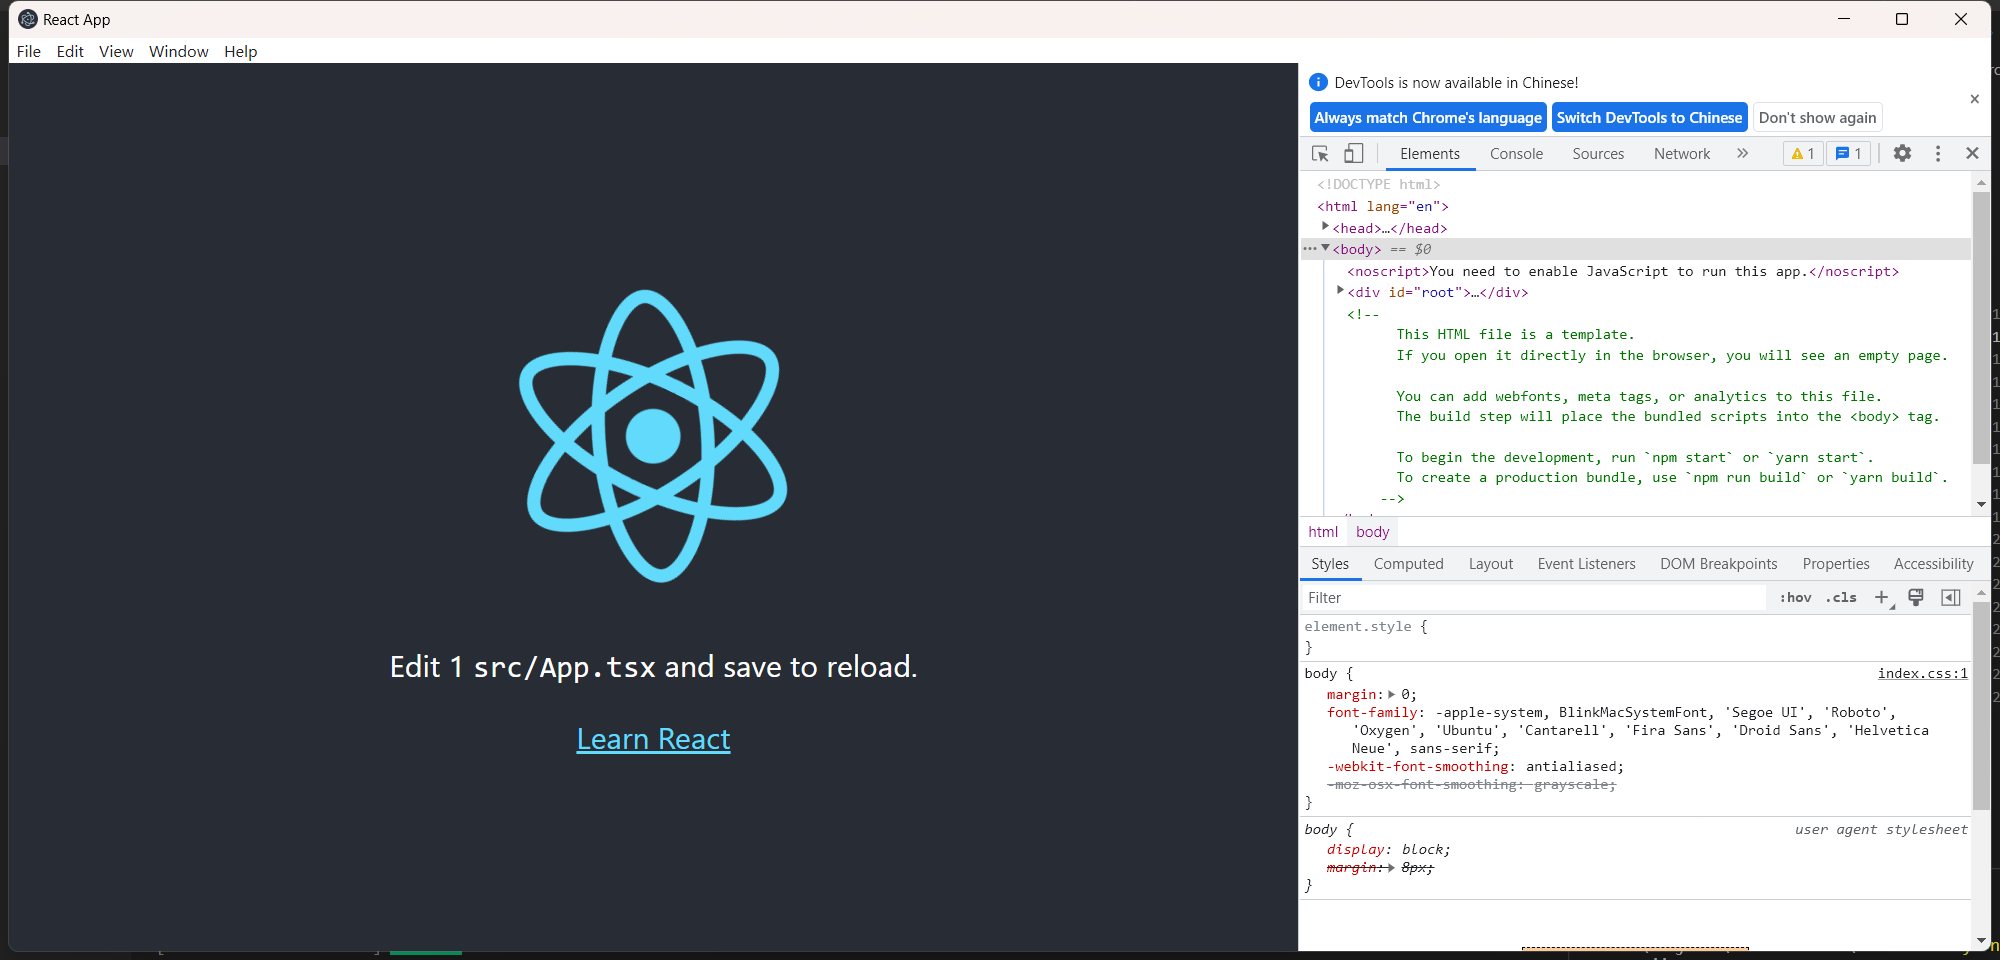 React App
File Edit View Window Help
Edit 1 src/App.tsx and save to reload.
Learn React
DevTools is now available in Chinese!
Always match Chrome's language Switch DevTools to Chinese Don't show again
Elements Console Sources Network 1 1
<!DOCTYPE html>
<html lang="en">
<head>…</head>
<body> == $0
<noscript>You need to enable JavaScript to run this app.</noscript>
<div id="root">…</div>
<!--
This HTML file is a template.
If you open it directly in the browser, you will see an empty page.
You can add webfonts, meta tags, or analytics to this file.
The build step will place the bundled scripts into the <body> tag.
To begin the development, run `npm start` or `yarn start`.
To create a production bundle, use `npm run build` or `yarn build`.
-->
html body
Styles Computed Layout Event Listeners DOM Breakpoints Properties Accessibility
Filter :hov .cls
element.style {
}
body { index.css:1
margin: 0;
font-family: -apple-system, BlinkMacSystemFont, 'Segoe UI', 'Roboto',
'Oxygen', 'Ubuntu', 'Cantarell', 'Fira Sans', 'Droid Sans', 'Helvetica
Neue', sans-serif;
-webkit-font-smoothing: antialiased;
-moz-osx-font-smoothing: grayscale;
}
body { user agent stylesheet
display: block;
margin: 8px;
}